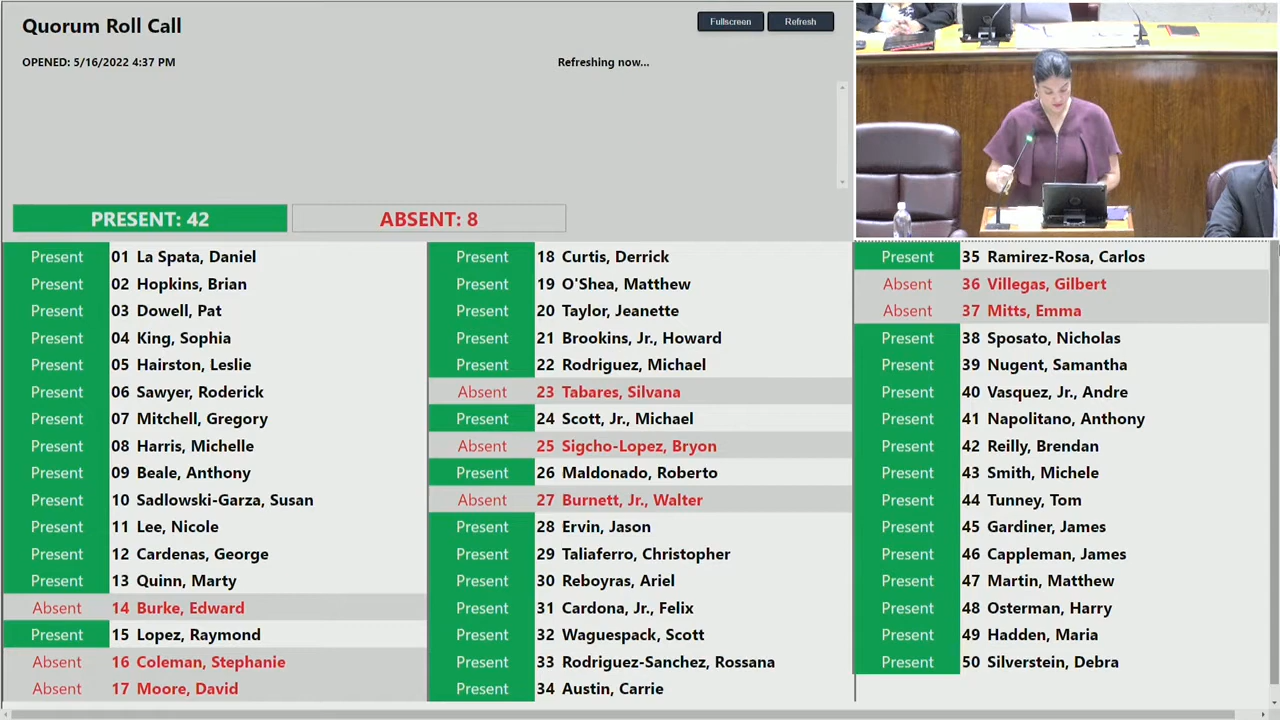 Quorum Roll Call
Fullscreen
Refresh
OPENED: 5/16/2022 4:37 PM
Refreshing now...
PRESENT: 42
ABSENT: 8
Present 01 La Spata, Daniel
Present 02 Hopkins, Brian
Present 03 Dowell, Pat
Present 04 King, Sophia
Present 05 Hairston, Leslie
Present 06 Sawyer, Roderick
Present 07 Mitchell, Gregory
Present 08 Harris, Michelle
Present 09 Beale, Anthony
Present 10 Sadlowski-Garza, Susan
Present 11 Lee, Nicole
Present 12 Cardenas, George
Present 13 Quinn, Marty
Absent 14 Burke, Edward
Present 15 Lopez, Raymond
Absent 16 Coleman, Stephanie
Absent 17 Moore, David
Present 18 Curtis, Derrick
Present 19 O'Shea, Matthew
Present 20 Taylor, Jeanette
Present 21 Brookins, Jr., Howard
Present 22 Rodriguez, Michael
Absent 23 Tabares, Silvana
Present 24 Scott, Jr., Michael
Absent 25 Sigcho-Lopez, Bryon
Present 26 Maldonado, Roberto
Absent 27 Burnett, Jr., Walter
Present 28 Ervin, Jason
Present 29 Taliaferro, Christopher
Present 30 Reboyras, Ariel
Present 31 Cardona, Jr., Felix
Present 32 Waguespack, Scott
Present 33 Rodriguez-Sanchez, Rossana
Present 34 Austin, Carrie
Present 35 Ramirez-Rosa, Carlos
Absent 36 Villegas, Gilbert
Absent 37 Mitts, Emma
Present 38 Sposato, Nicholas
Present 39 Nugent, Samantha
Present 40 Vasquez, Jr., Andre
Present 41 Napolitano, Anthony
Present 42 Reilly, Brendan
Present 43 Smith, Michele
Present 44 Tunney, Tom
Present 45 Gardiner, James
Present 46 Cappleman, James
Present 47 Martin, Matthew
Present 48 Osterman, Harry
Present 49 Hadden, Maria
Present 50 Silverstein, Debra